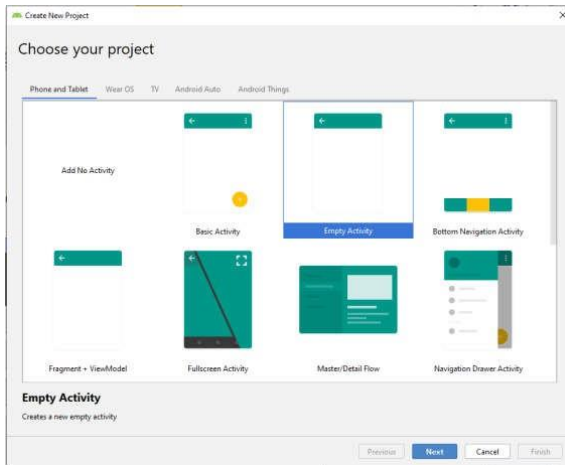 Create New Project
Choose your project
Phone and Tablet Wear OS TV Android Auto Android Things
Add No Activity
Basic Activity Empty Activity Bottom Navigation Activity
Fragment + ViewModel Fullscreen Activity Master/Detail Flow Navigation Drawer Activity
Empty Activity
Creates a new empty activity
Previous Next Cancel Finish